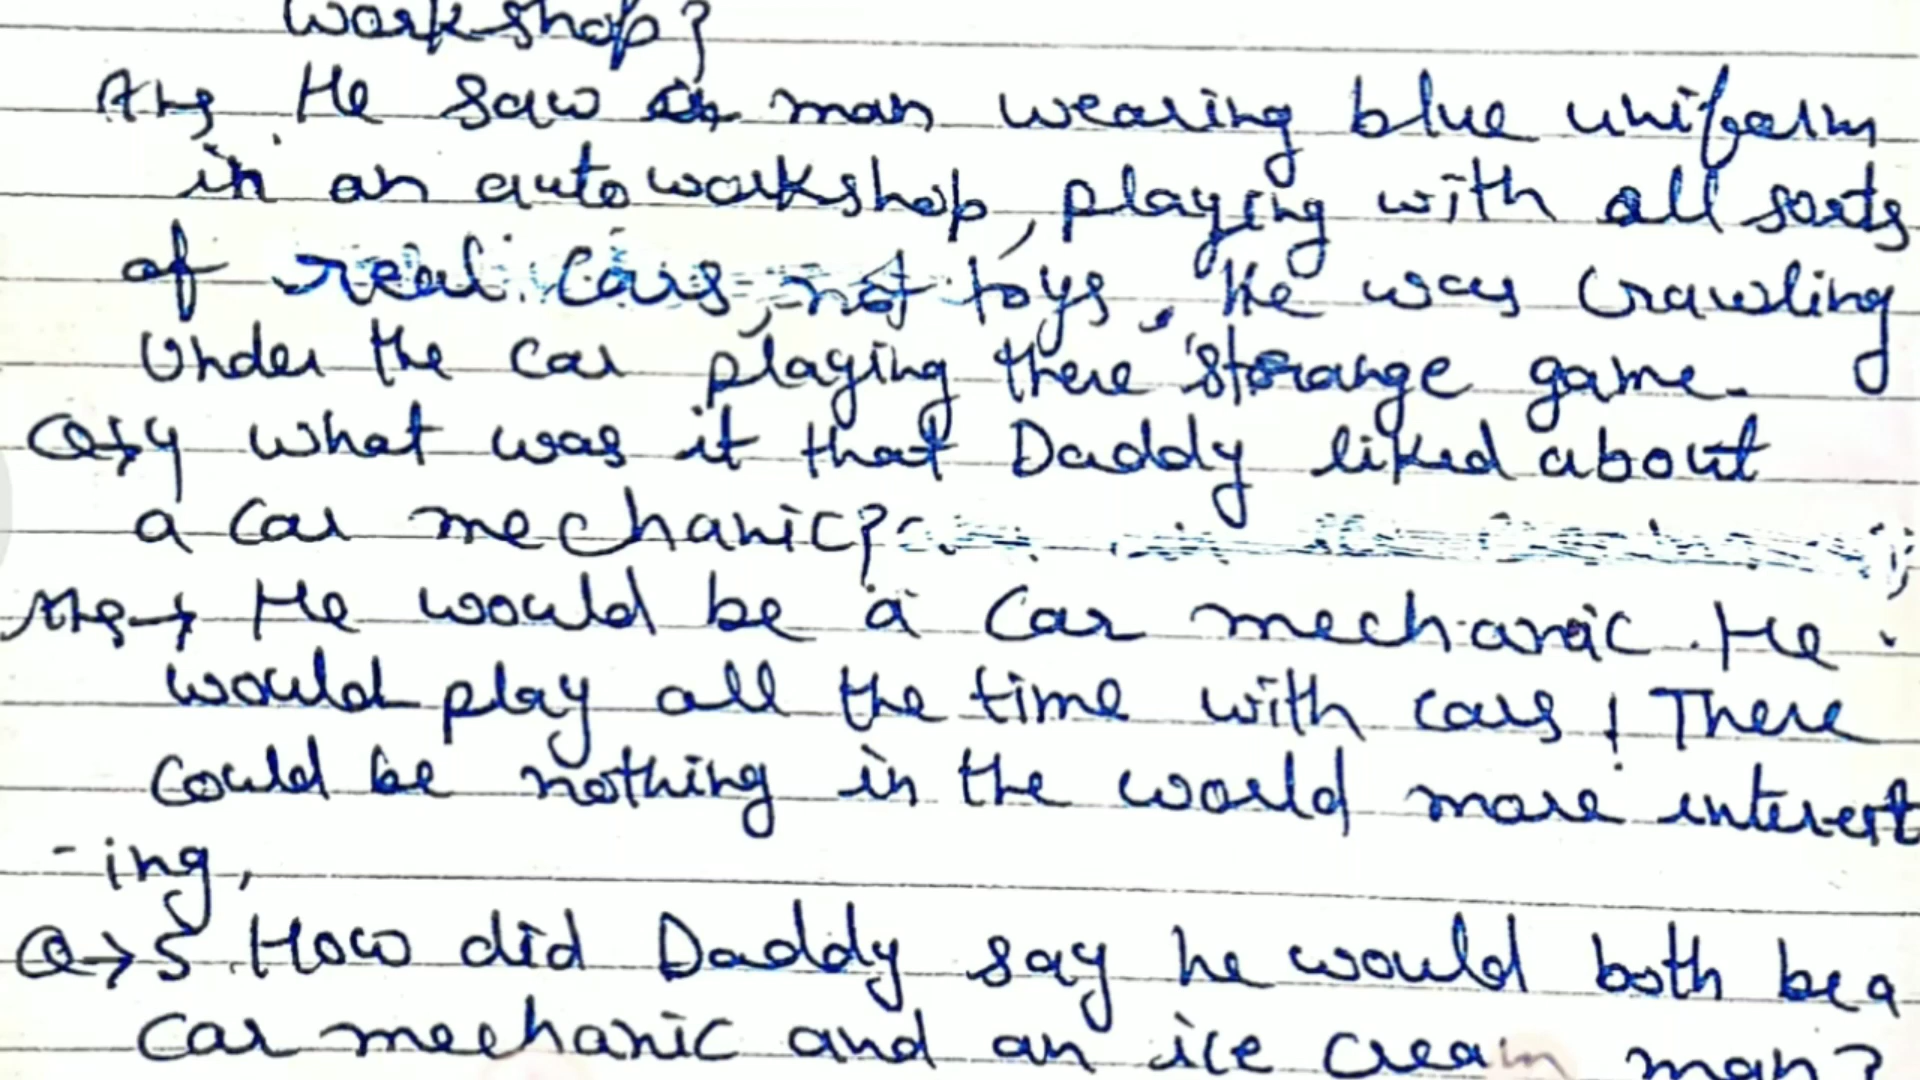 workshop?
Ans He saw a man wearing blue uniform
in an auto workshop, playing with all sorts
of real cars, not toys, He was crawling
Under the car playing there strange game.
Q→4 what was it that Daddy liked about
a car mechanic?
Ans→ He would be a car mechanic. He
would play all the time with cars! There
could be nothing in the world more interest
-ing,
Q→5 How did Daddy say he would both be a
car mechanic and an ice cream man?